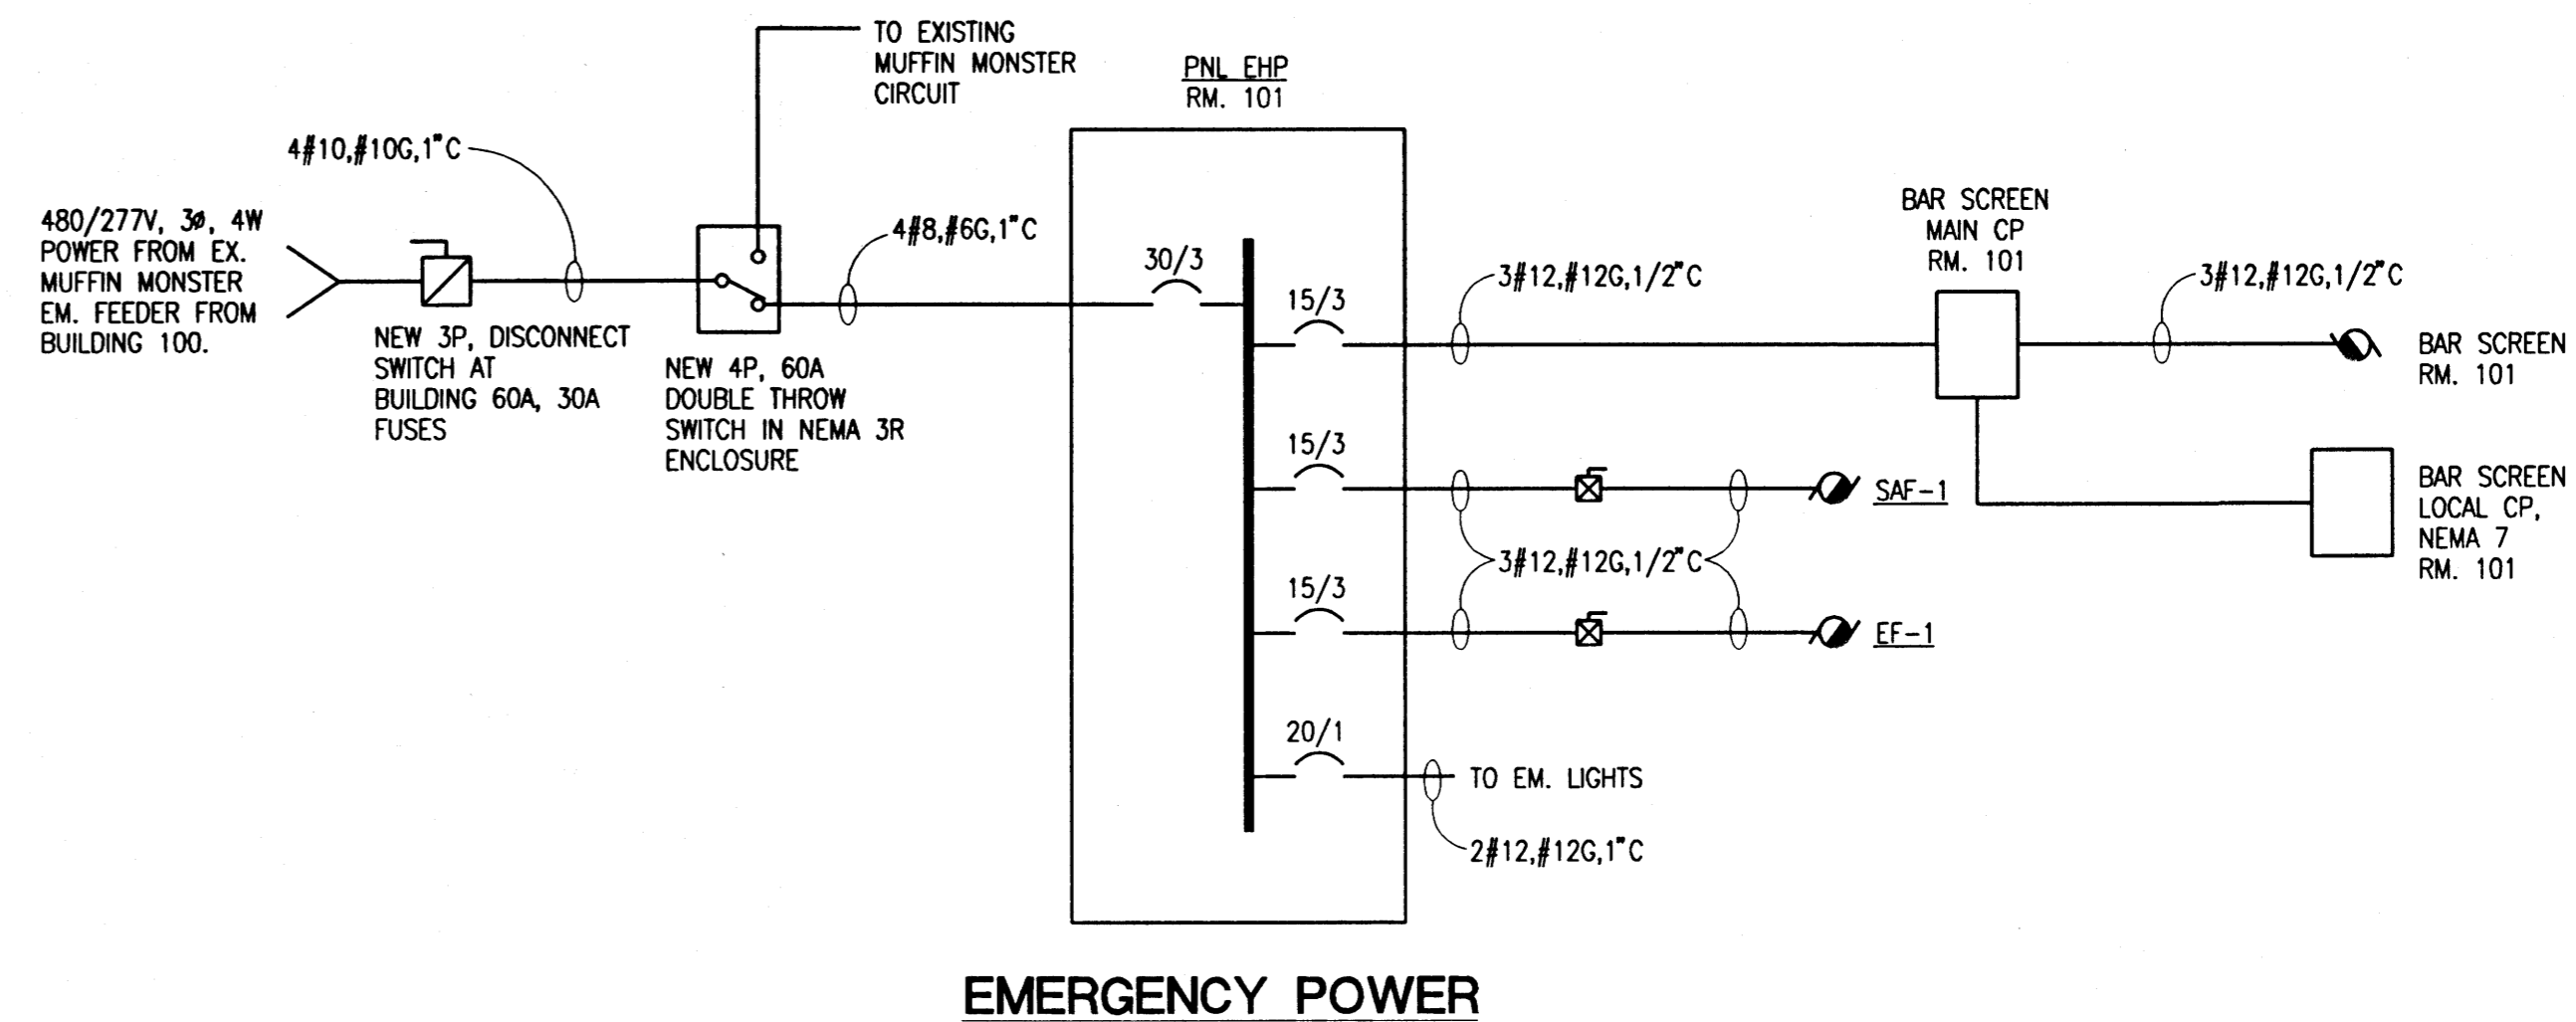 TO EXISTING
MUFFIN MONSTER
CIRCUIT
PNL EHP
RM. 101
4#10,#10G,1"C
480/277V, 3ø, 4W
POWER FROM EX.
MUFFIN MONSTER
EM. FEEDER FROM
BUILDING 100.
NEW 3P, DISCONNECT
SWITCH AT
BUILDING 60A, 30A
FUSES
4#8,#6G,1"C
NEW 4P, 60A
DOUBLE THROW
SWITCH IN NEMA 3R
ENCLOSURE
30/3
15/3
3#12,#12G,1/2"C
BAR SCREEN
MAIN CP
RM. 101
3#12,#12G,1/2"C
BAR SCREEN
RM. 101
15/3
SAF-1
BAR SCREEN
LOCAL CP,
NEMA 7
RM. 101
3#12,#12G,1/2"C
15/3
EF-1
20/1
TO EM. LIGHTS
2#12,#12G,1"C
EMERGENCY POWER